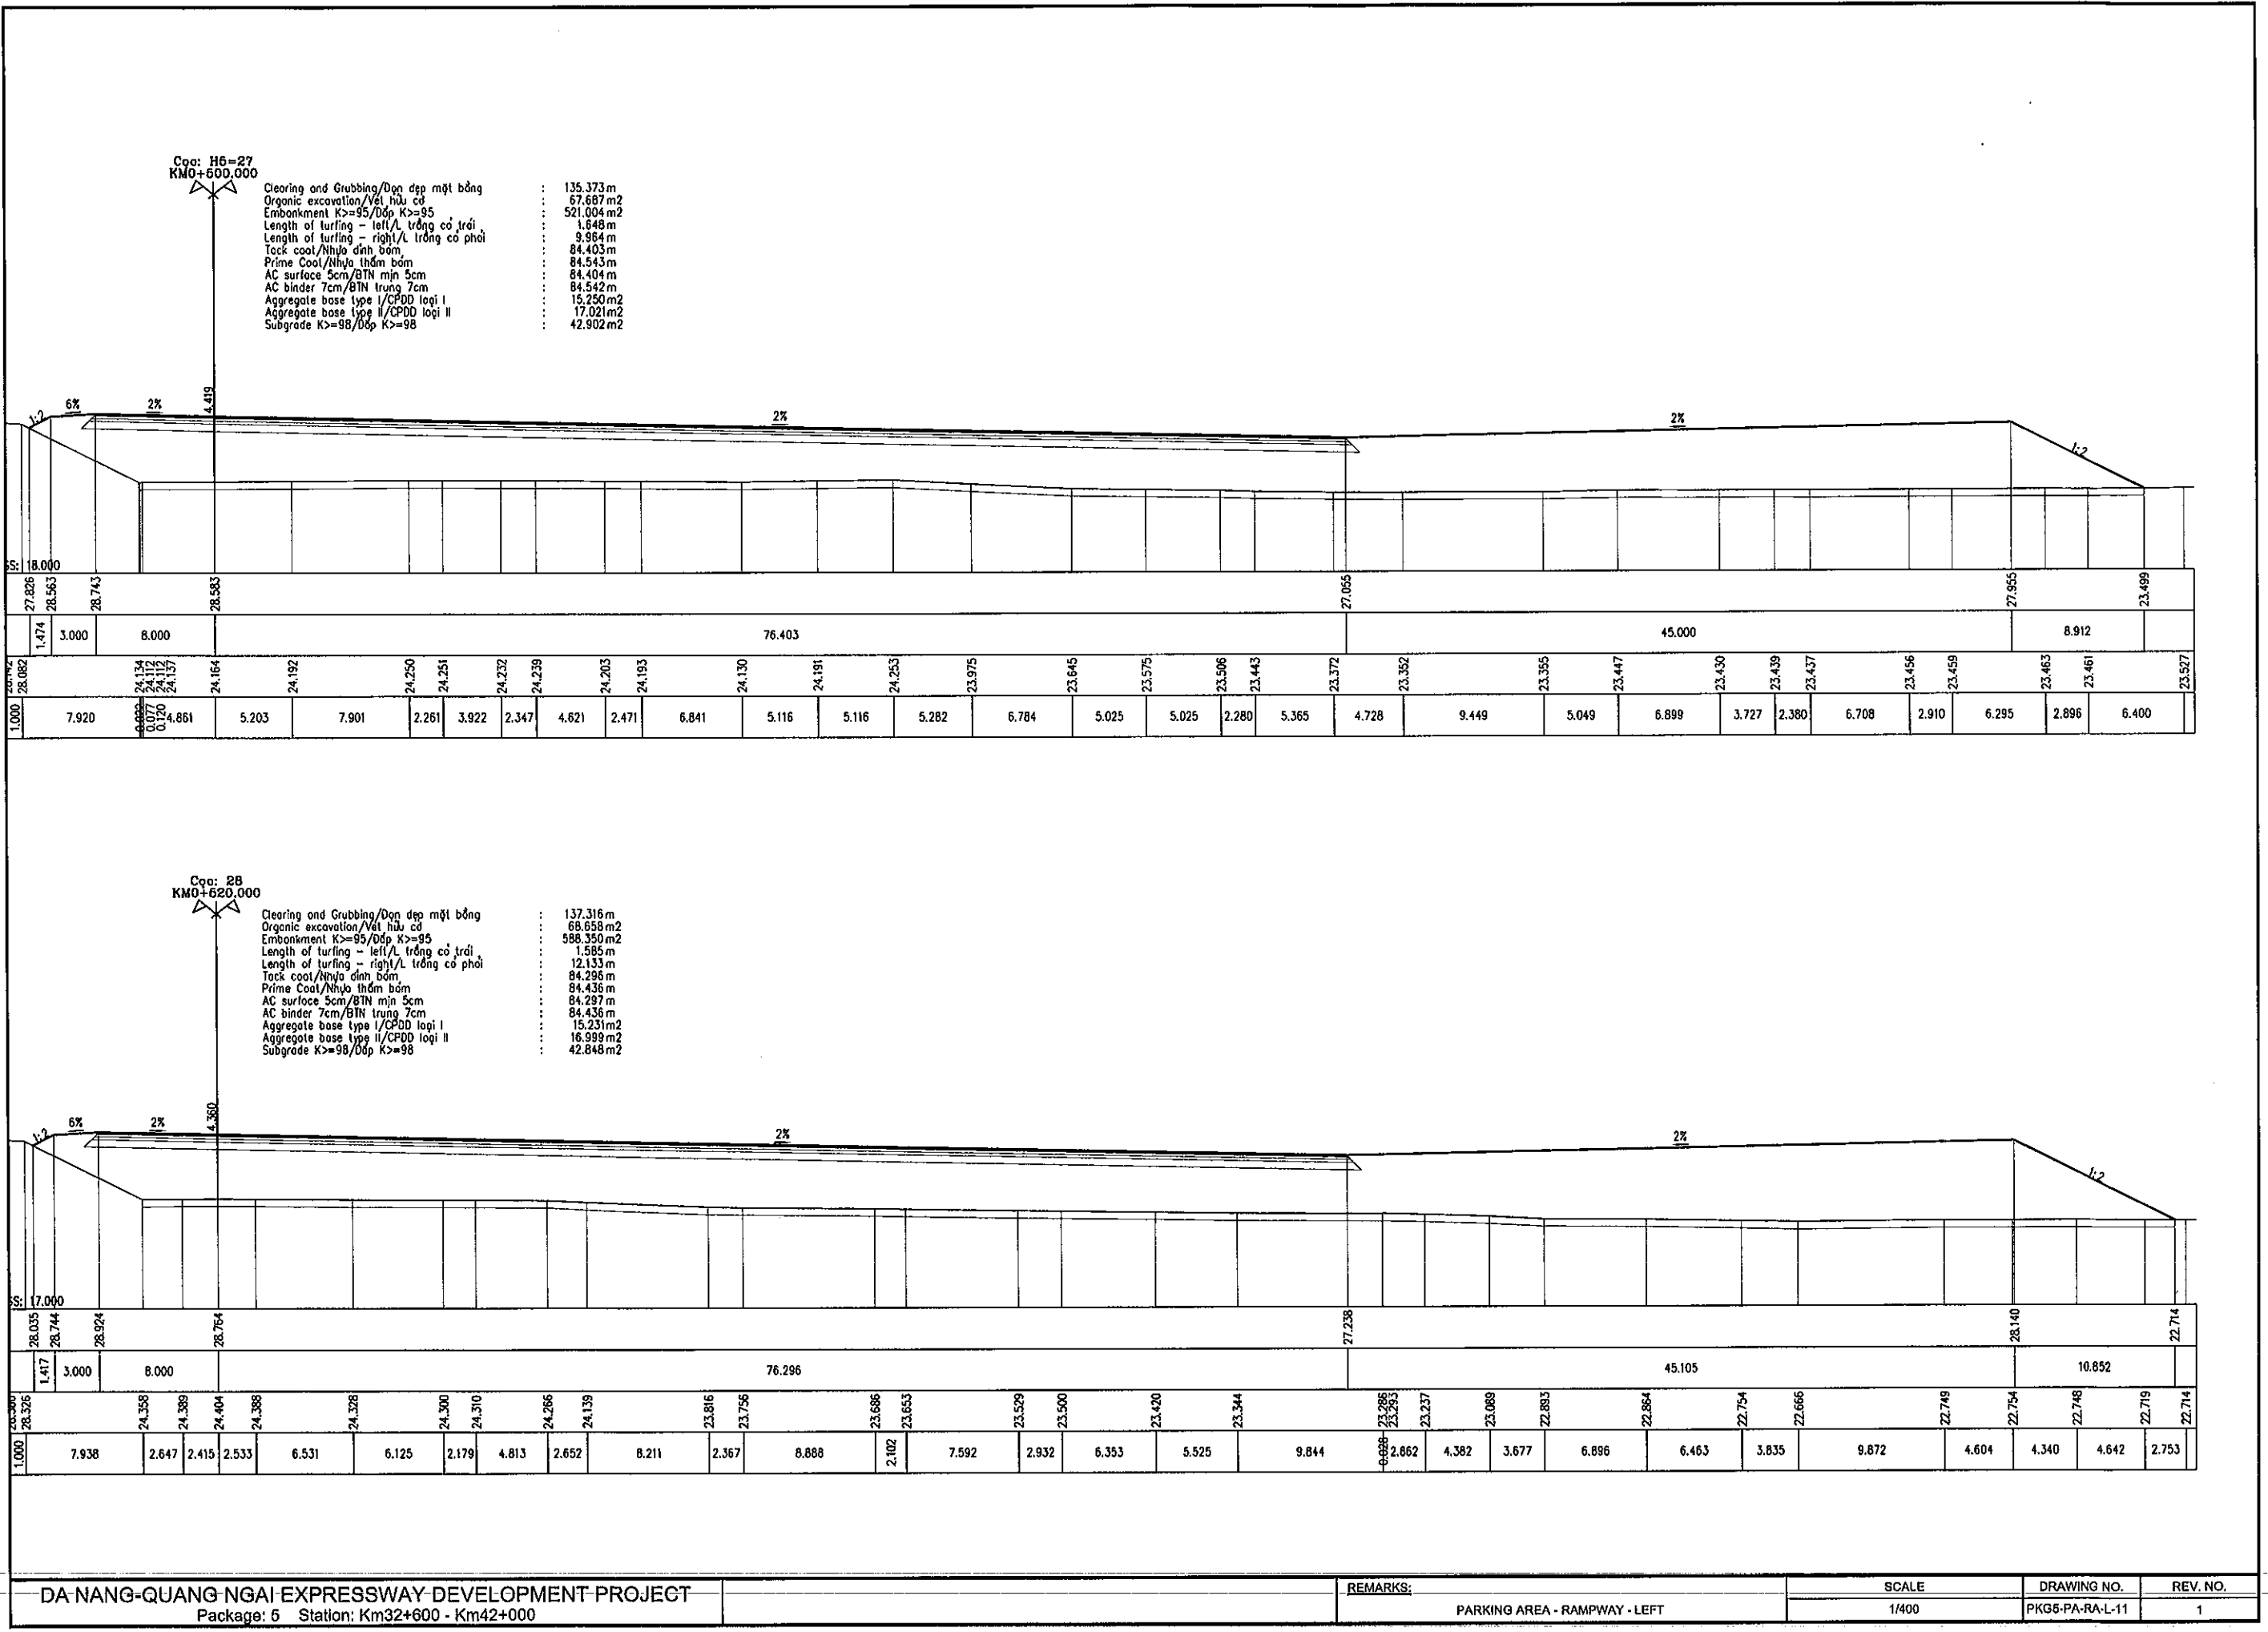 Cọc: H6=27
KM0+600.000
Clearing and Grubbing/Dọn dẹp mặt bằng : 135.373m
Organic excavation/Vét hữu cơ : 67.687m2
Embankment K>=95/Đắp K>=95 : 521.004m2
Length of turfing - left/L trồng cỏ trái : 1.648m
Length of turfing - right/L trồng cỏ phải : 9.964m
Tack coat/Nhựa dính bám : 84.403m
Prime Coat/Nhựa thấm bám : 84.543m
AC surface 5cm/BTN mịn 5cm : 84.404m
AC binder 7cm/BTN trung 7cm : 84.542m
Aggregate base type I/CPDD loại I : 15.250m2
Aggregate base type II/CPDD loại II : 17.021m2
Subgrade K>=98/Đắp K>=98 : 42.902m2
4.419
1:2 6% 2% 2% 2% 1:2
SS: 18.000
27.826 28.563 28.743 28.583 27.055 27.955 23.499
1.474 3.000 8.000 76.403 45.000 8.912
28.082 24.134 24.112 24.112 24.137 24.164 24.192 24.250 24.251 24.232 24.239 24.203 24.193 24.130 24.191 24.253 23.975 23.645 23.575 23.506 23.443 23.372 23.352 23.355 23.447 23.430 23.439 23.437 23.456 23.459 23.463 23.461 23.527
1.000 7.920 0.077 0.120 4.861 5.203 7.901 2.261 3.922 2.347 4.621 2.471 6.841 5.116 5.116 5.282 6.784 5.025 5.025 2.280 5.365 4.728 9.449 5.049 6.899 3.727 2.380 6.708 2.910 6.295 2.896 6.400
Cọc: 28
KM0+620.000
Clearing and Grubbing/Dọn dẹp mặt bằng : 137.316m
Organic excavation/Vét hữu cơ : 68.658m2
Embankment K>=95/Đắp K>=95 : 588.350m2
Length of turfing - left/L trồng cỏ trái : 1.585m
Length of turfing - right/L trồng cỏ phải : 12.133m
Tack coat/Nhựa dính bám : 84.296m
Prime Coat/Nhựa thấm bám : 84.436m
AC surface 5cm/BTN mịn 5cm : 84.297m
AC binder 7cm/BTN trung 7cm : 84.436m
Aggregate base type I/CPDD loại I : 15.231m2
Aggregate base type II/CPDD loại II : 16.999m2
Subgrade K>=98/Đắp K>=98 : 42.848m2
4.360
1:2 6% 2% 2% 2% 1:2
SS: 17.000
28.035 28.744 28.924 28.764 27.238 28.140 22.714
1.417 3.000 8.000 76.296 45.105 10.852
28.326 24.358 24.389 24.404 24.388 24.328 24.300 24.310 24.266 24.139 23.816 23.756 23.686 23.653 23.529 23.500 23.420 23.344 23.286 23.293 23.237 23.089 22.893 22.864 22.754 22.666 22.749 22.754 22.748 22.719 22.714
1.000 7.938 2.647 2.415 2.533 6.531 6.125 2.179 4.813 2.652 8.211 2.367 8.888 2.102 7.592 2.932 6.353 5.525 9.844 0.028 2.862 4.382 3.677 6.896 6.463 3.835 9.872 4.604 4.340 4.642 2.753
DA NANG-QUANG NGAI EXPRESSWAY DEVELOPMENT PROJECT
Package: 5 Station: Km32+600 - Km42+000
REMARKS:
PARKING AREA - RAMPWAY - LEFT
SCALE
1/400
DRAWING NO.
PKG5-PA-RA-L-11
REV. NO.
1